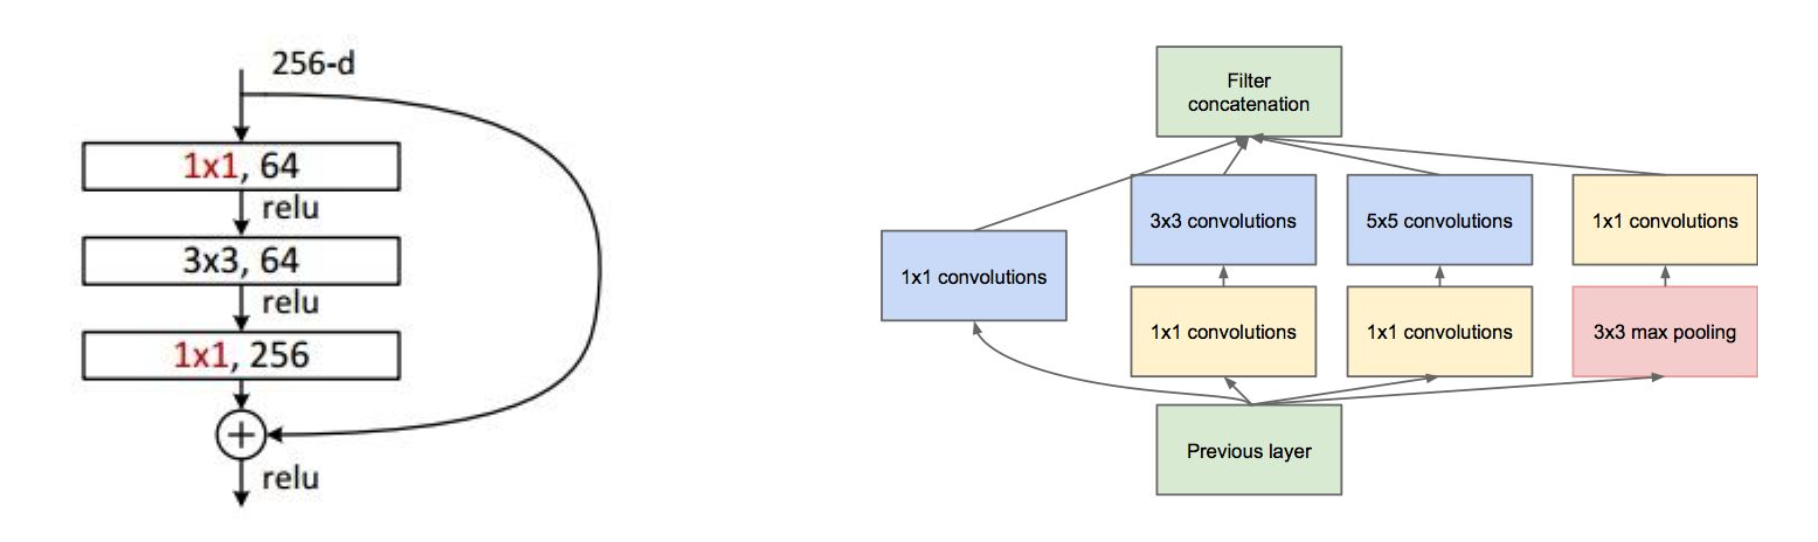 256-d
1x1, 64
relu
3x3, 64
relu
1x1, 256
+
relu
Filter
concatenation
1x1 convolutions
3x3 convolutions
5x5 convolutions
1x1 convolutions
1x1 convolutions
1x1 convolutions
3x3 max pooling
Previous layer